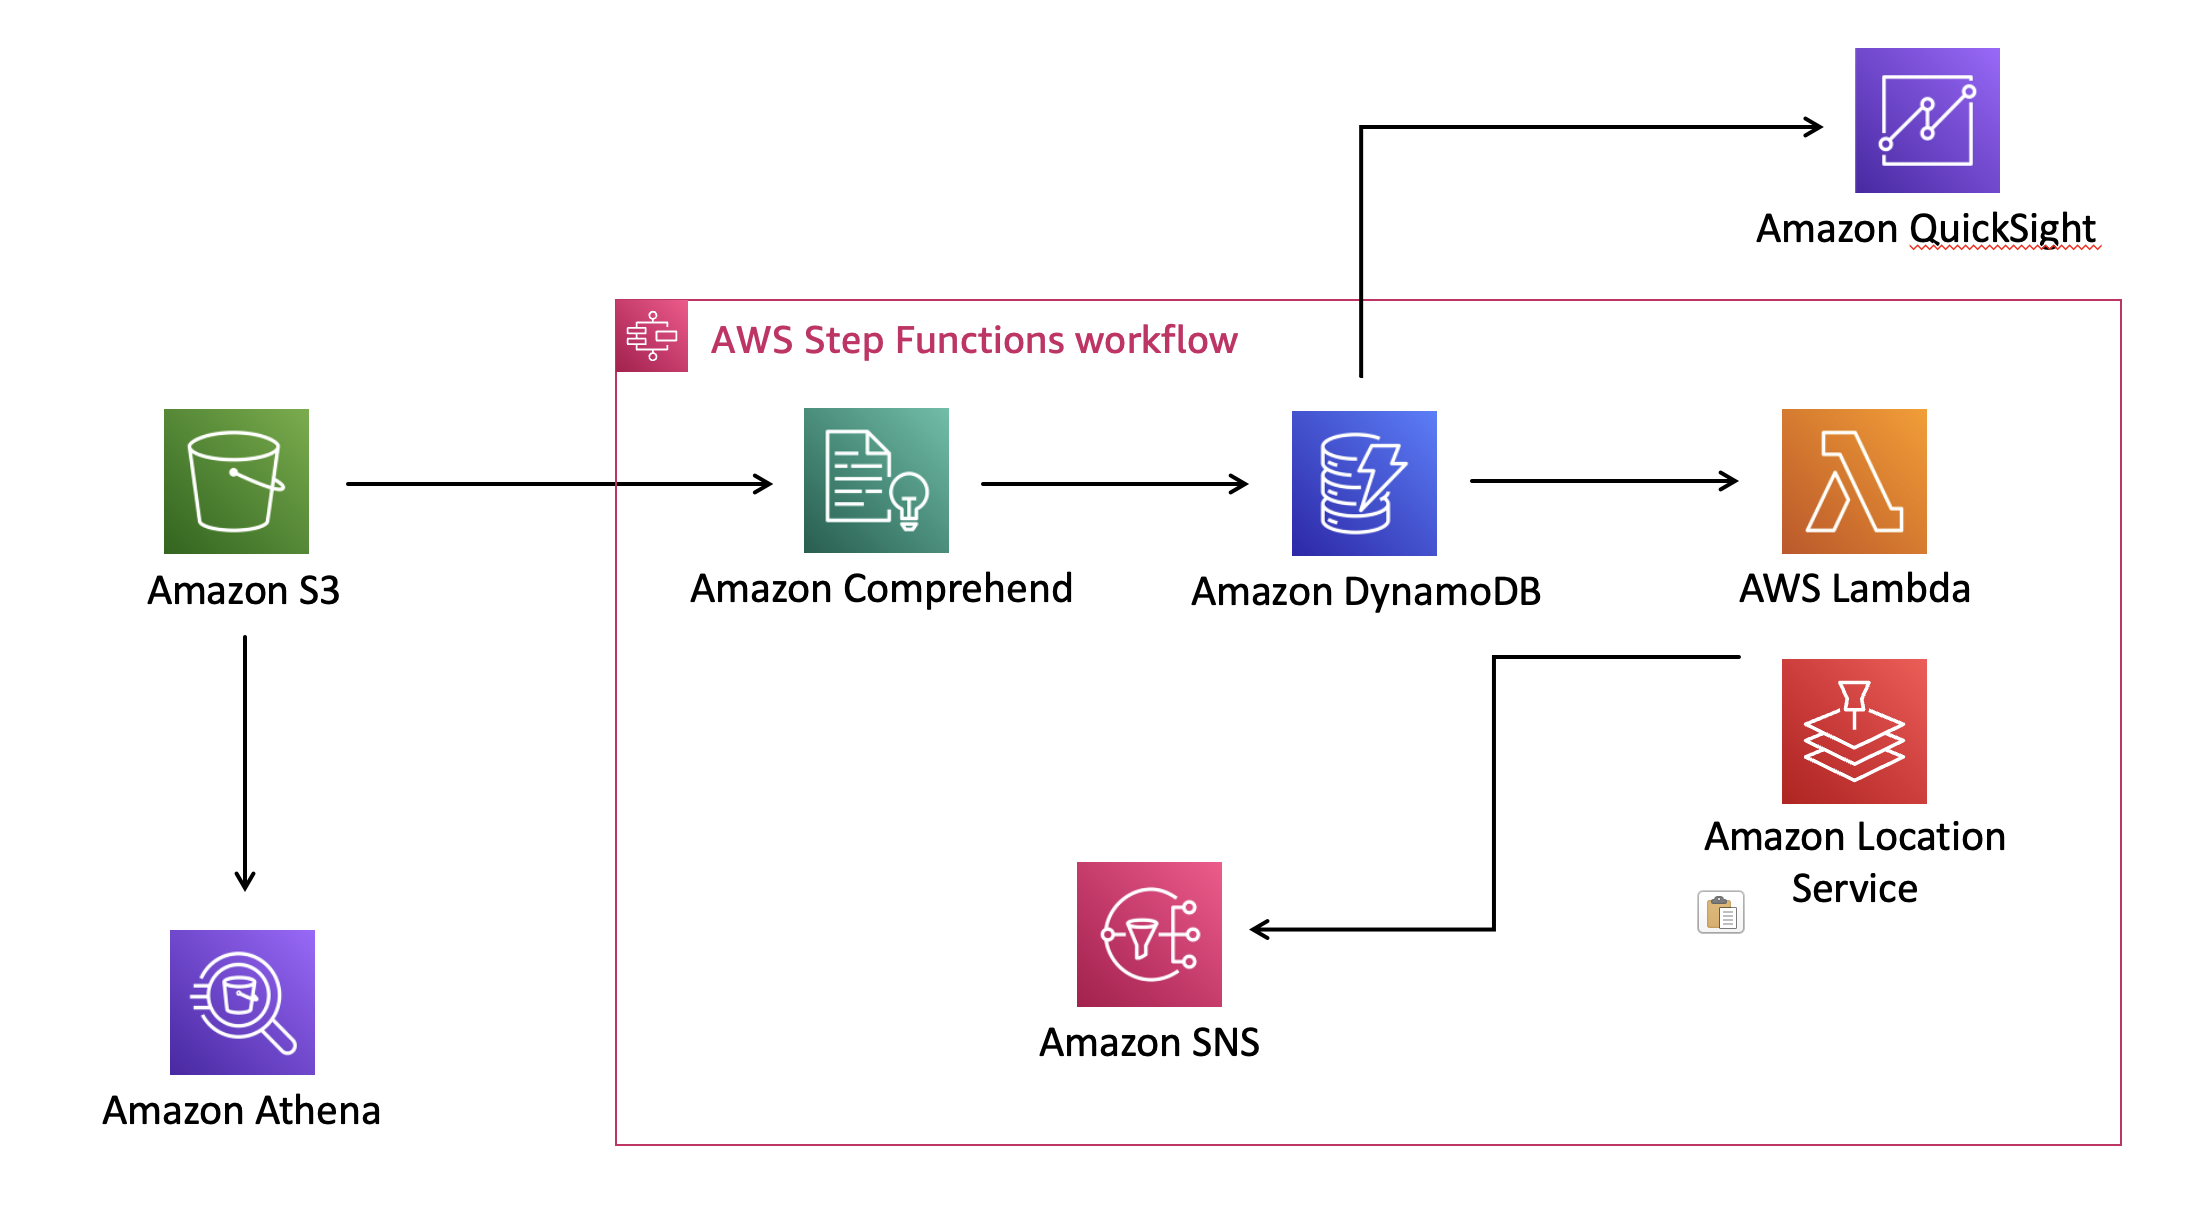 Amazon QuickSight
AWS Step Functions workflow
Amazon S3
Amazon Comprehend
Amazon DynamoDB
AWS Lambda
Amazon Location
Service
Amazon SNS
Amazon Athena